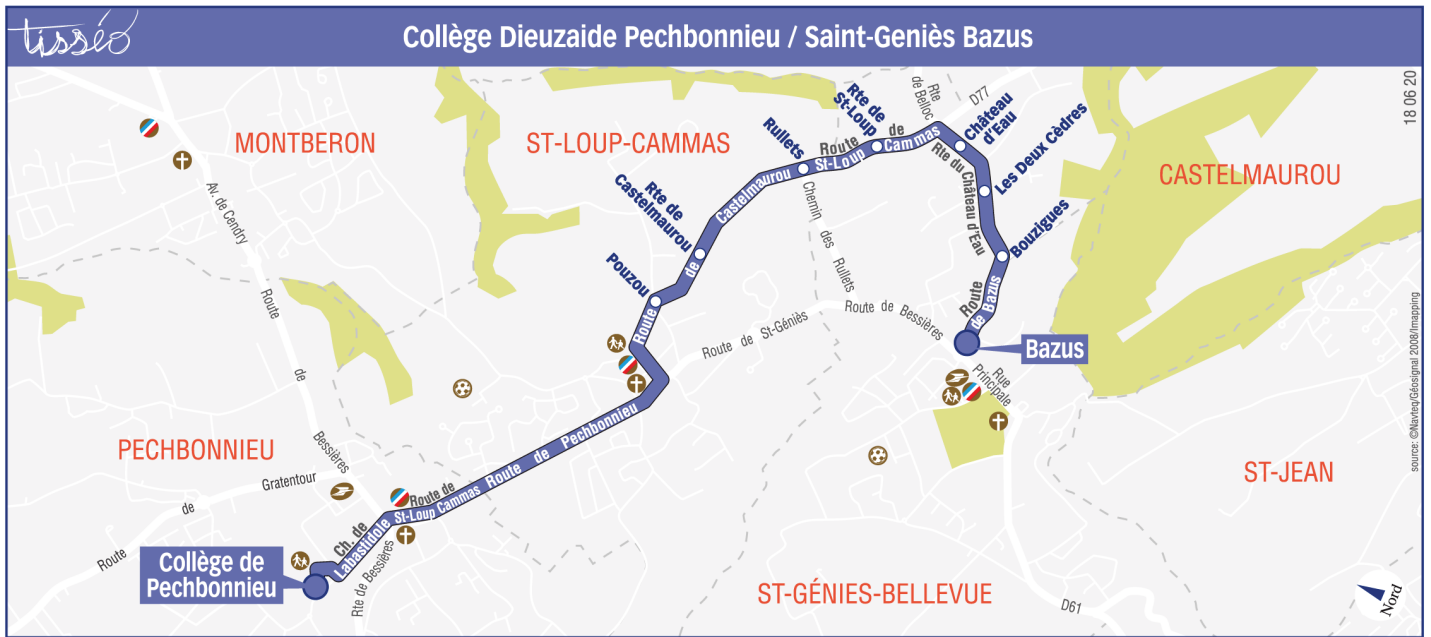 tisséo
Collège Dieuzaide Pechbonnieu / Saint-Geniès Bazus
18 06 20
MONTBERON
ST-LOUP-CAMMAS
CASTELMAUROU
PECHBONNIEU
ST-JEAN
ST-GÉNIES-BELLEVUE
Rte
de Belloc
D77
Rte de
St-Loup
Château
d'Eau
Les Deux Cèdres
Rullets
Route de
St-Loup Cammas
Rte du Château d'Eau
Rte de
Castelmaurou
Pouzou
Bouzigues
Route de Castelmaurou
Chemin des Rullets
Route de Bessières
Route de St-Géniès
Route
de Bazus
Bazus
Rue
Principale
Av. de Cendry
Route de Bessières
Route de Pechbonnieu
Route de
St-Loup Cammas
Route de Gratentour
Ch. de
Labastidole
Rte de Bessières
Collège de
Pechbonnieu
D61
Nord
source: ©Navteq/Géosignal 2008/Imapping